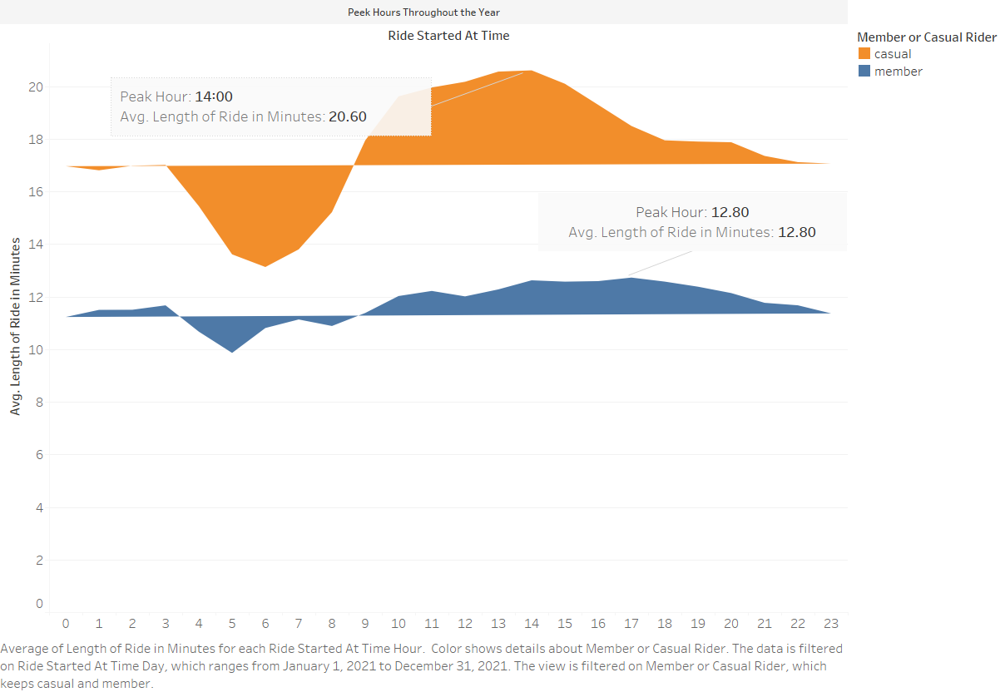 Peek Hours Throughout the Year
Ride Started At Time
Member or Casual Rider
casual
member
Peak Hour: 14:00
Avg. Length of Ride in Minutes: 20.60
Peak Hour: 12.80
Avg. Length of Ride in Minutes: 12.80
Avg. Length of Ride in Minutes
20
18
16
14
12
10
8
6
4
2
0
0 1 2 3 4 5 6 7 8 9 10 11 12 13 14 15 16 17 18 19 20 21 22 23
Average of Length of Ride in Minutes for each Ride Started At Time Hour.  Color shows details about Member or Casual Rider. The data is filtered
on Ride Started At Time Day, which ranges from January 1, 2021 to December 31, 2021. The view is filtered on Member or Casual Rider, which
keeps casual and member.